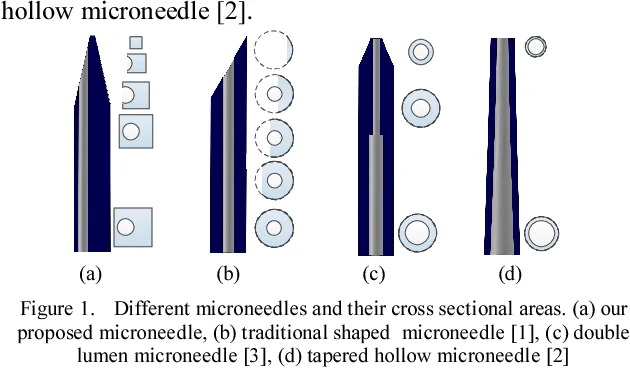 hollow microneedle [2].
(a) (b) (c) (d)
Figure 1. Different microneedles and their cross sectional areas. (a) our
proposed microneedle, (b) traditional shaped microneedle [1], (c) double
lumen microneedle [3], (d) tapered hollow microneedle [2]